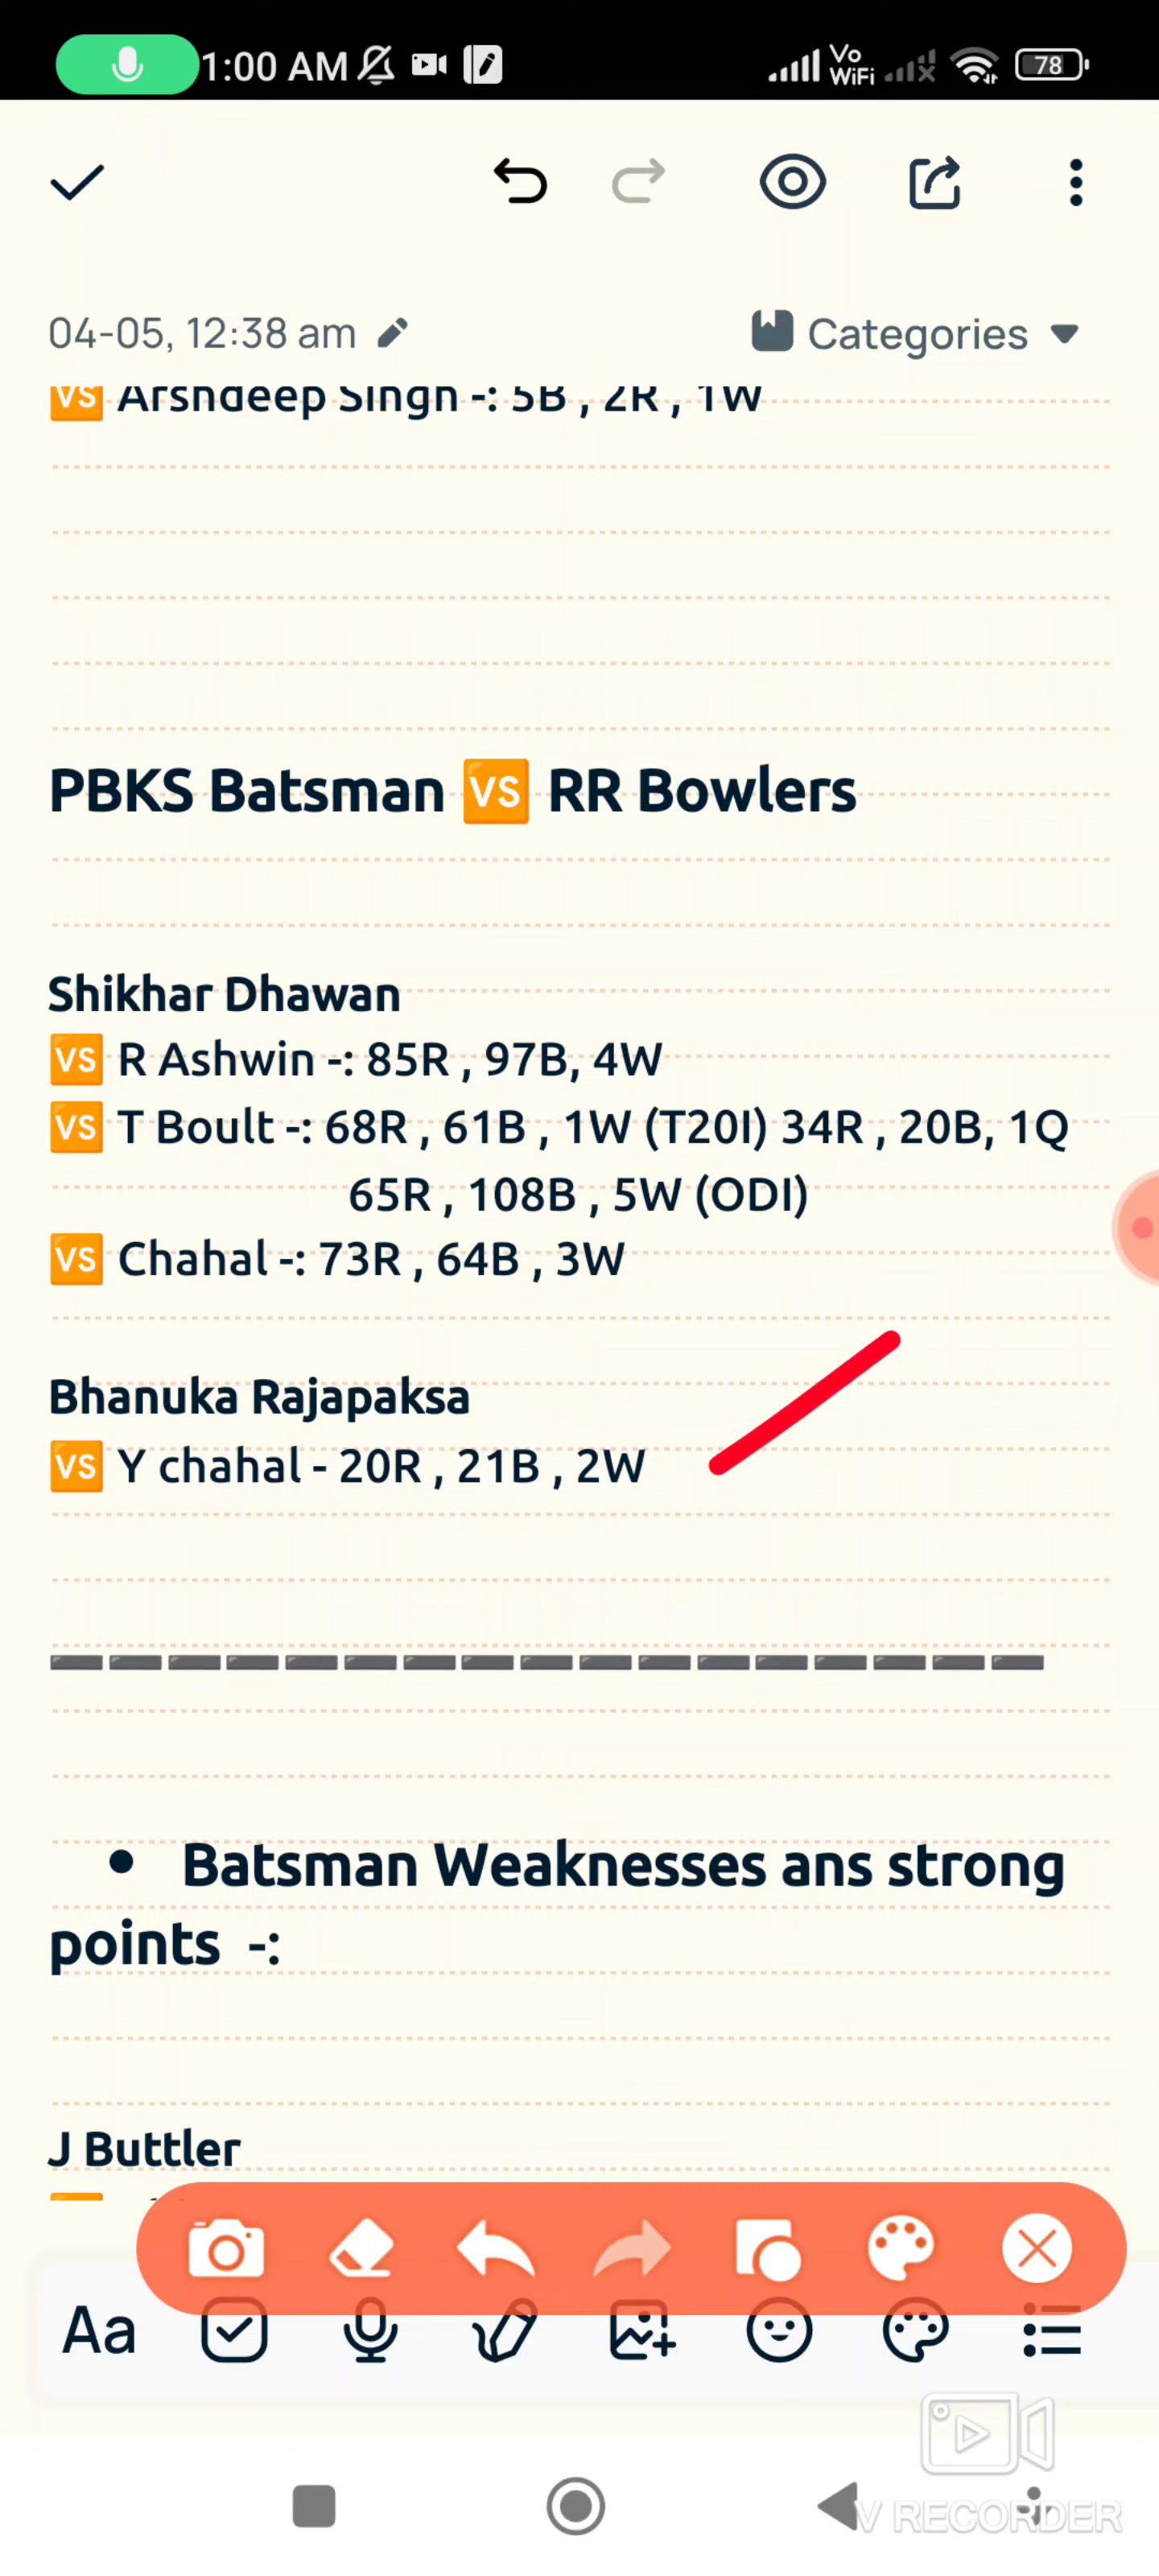 1:00 AM Vo WiFi 78
04-05, 12:38 am Categories
VS Arshdeep Singh -: 5B , 2R , 1W
PBKS Batsman VS RR Bowlers
Shikhar Dhawan
VS R Ashwin -: 85R , 97B, 4W
VS T Boult -: 68R , 61B , 1W (T20I) 34R , 20B, 1Q
65R , 108B , 5W (ODI)
VS Chahal -: 73R , 64B , 3W
Bhanuka Rajapaksa
VS Y chahal - 20R , 21B , 2W
• Batsman Weaknesses ans strong
points -:
J Buttler
Aa
V RECORDER